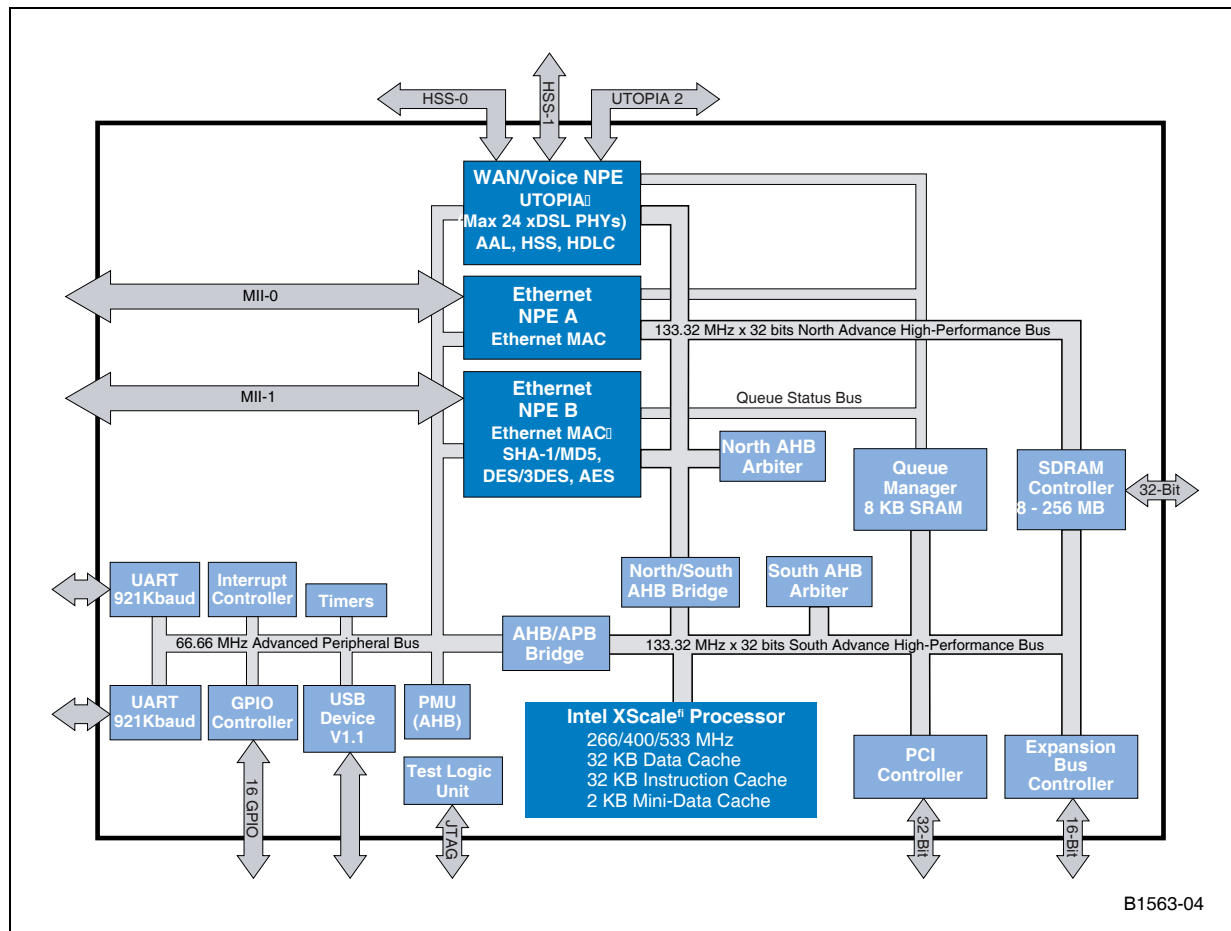 HSS-0
HSS-1
UTOPIA 2
WAN/Voice NPE
UTOPIA
(Max 24 xDSL PHYs)
AAL, HSS, HDLC
MII-0
Ethernet
NPE A
Ethernet MAC
133.32 MHz x 32 bits North Advance High-Performance Bus
MII-1
Ethernet
NPE B
Ethernet MAC
SHA-1/MD5,
DES/3DES, AES
Queue Status Bus
North AHB
Arbiter
Queue
Manager
8 KB SRAM
SDRAM
Controller
8 - 256 MB
32-Bit
UART
921Kbaud
Interrupt
Controller
Timers
North/South
AHB Bridge
South AHB
Arbiter
66.66 MHz Advanced Peripheral Bus
AHB/APB
Bridge
133.32 MHz x 32 bits South Advance High-Performance Bus
UART
921Kbaud
GPIO
Controller
USB
Device
V1.1
PMU
(AHB)
Intel XScaleﬁ Processor
266/400/533 MHz
32 KB Data Cache
32 KB Instruction Cache
2 KB Mini-Data Cache
PCI
Controller
Expansion
Bus
Controller
Test Logic
Unit
16 GPIO
JTAG
32-Bit
16-Bit
B1563-04